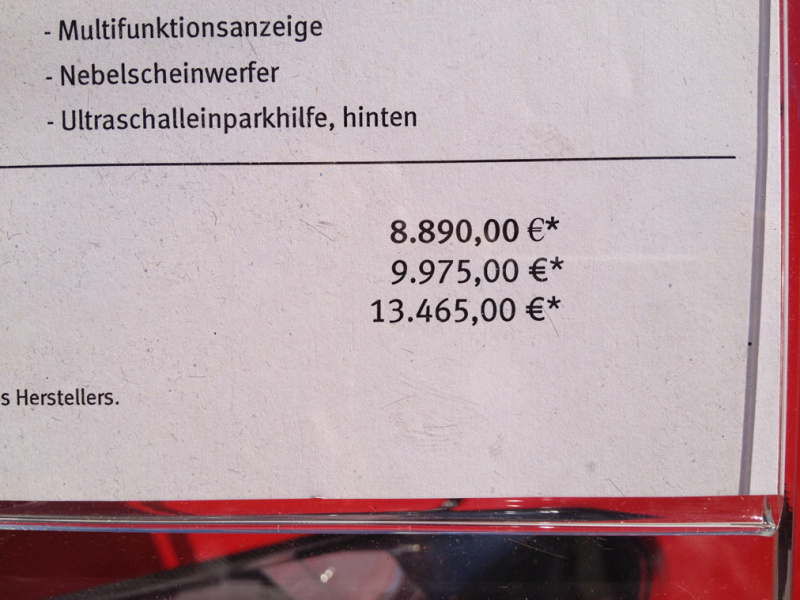 - Multifunktionsanzeige
- Nebelscheinwerfer
- Ultraschalleinparkhilfe, hinten
8.890,00 €*
9.975,00 €*
13.465,00 €*
s Herstellers.